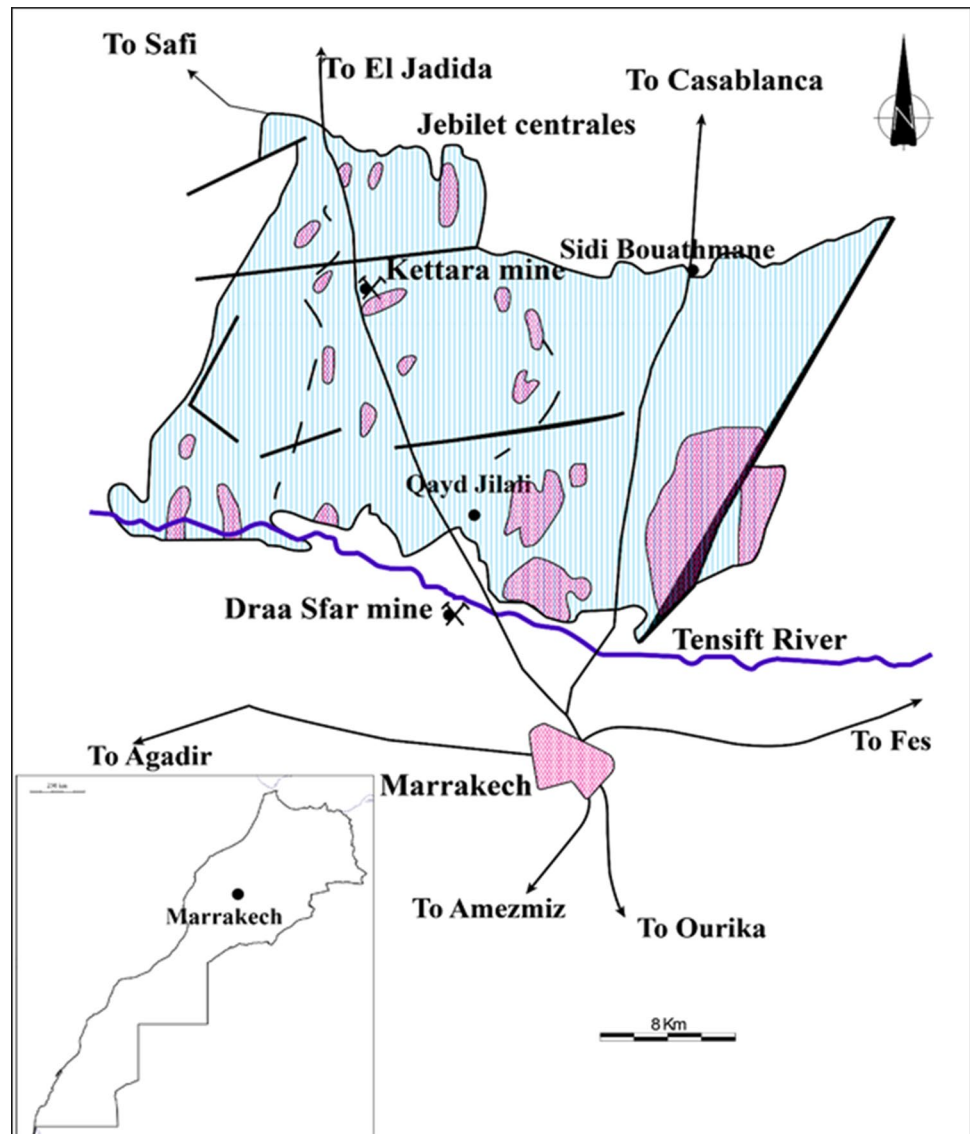 To Safi
To El Jadida
To Casablanca
N
Jebilet centrales
Sidi Bouathmane
Kettara mine
Qayd Jilali
Draa Sfar mine
Tensift River
To Agadir
To Fes
Marrakech
To Amezmiz
To Ourika
8 Km
Marrakech